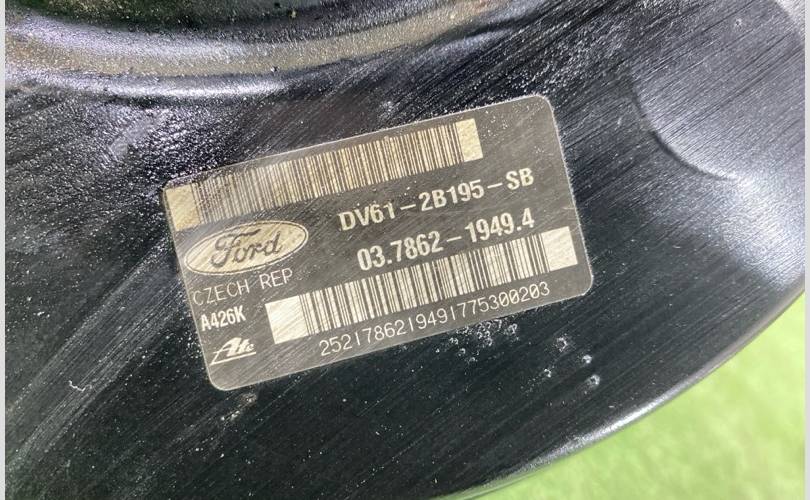 DV61-2B195-SB
Ford
03.7862-1949.4
CZECH REP
A426K
Ate
2521786219491775300203